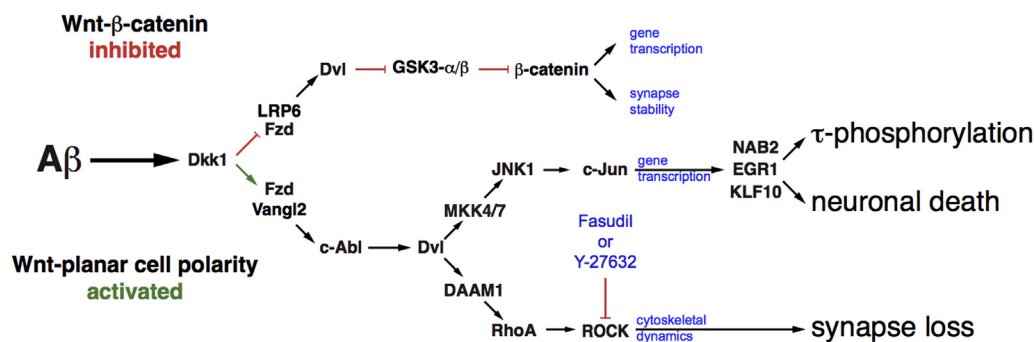 Wnt-β-catenin
inhibited
gene
transcription
Dvl
GSK3-α/β
β-catenin
LRP6
Fzd
synapse
stability
Aβ
Dkk1
Fzd
Vangl2
JNK1
c-Jun
gene
transcription
NAB2
EGR1
KLF10
τ-phosphorylation
neuronal death
MKK4/7
c-Abl
Dvl
Fasudil
or
Y-27632
Wnt-planar cell polarity
activated
DAAM1
RhoA
ROCK
cytoskeletal
dynamics
synapse loss